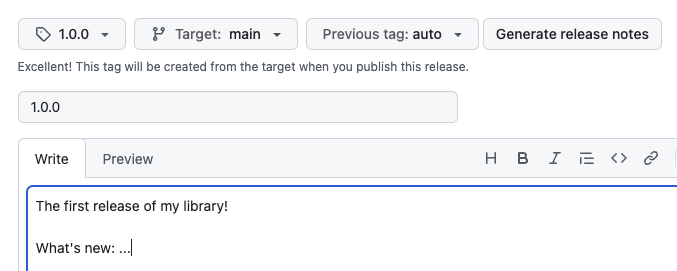 1.0.0 Target: main Previous tag: auto Generate release notes
Excellent! This tag will be created from the target when you publish this release.
1.0.0
Write Preview H B I
The first release of my library!
What's new: ...